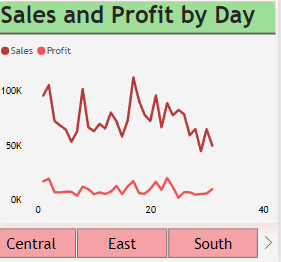 Sales and Profit by Day
Sales Profit
100K
50K
0K
0 20 40
Central East South